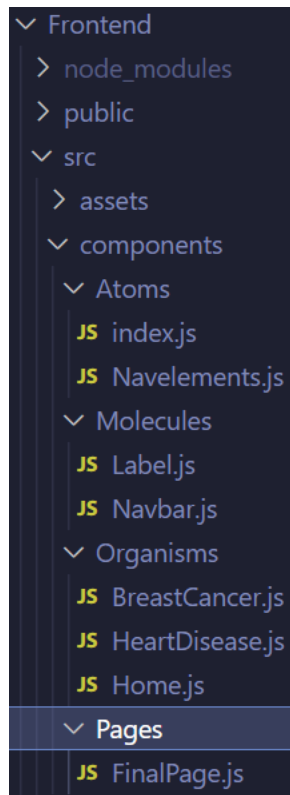 Frontend
node_modules
public
src
assets
components
Atoms
JS index.js
JS Navelements.js
Molecules
JS Label.js
JS Navbar.js
Organisms
JS BreastCancer.js
JS HeartDisease.js
JS Home.js
Pages
JS FinalPage.js